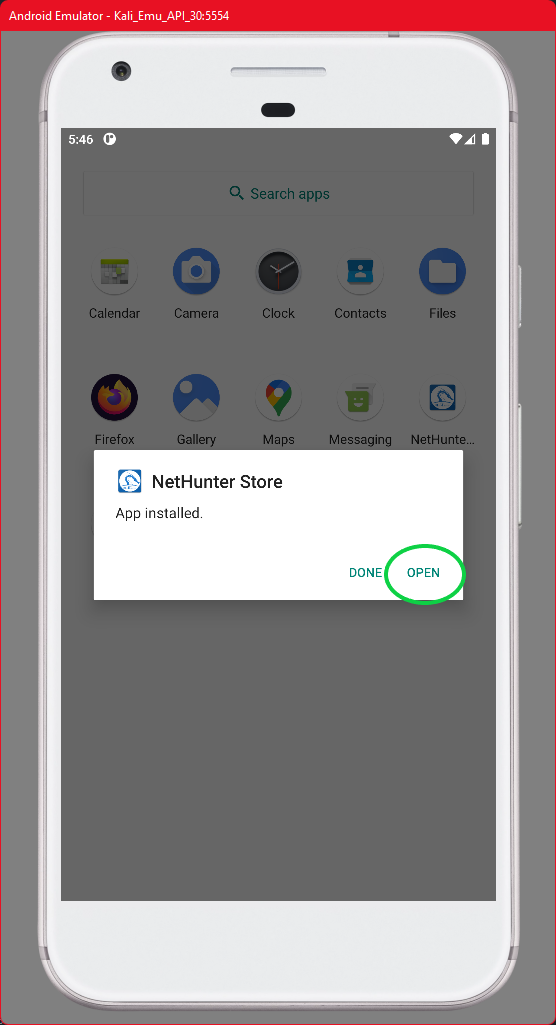 Android Emulator - Kali_Emu_API_30:5554
5:46
Search apps
Calendar Camera Clock Contacts Files
Firefox Gallery Maps Messaging NetHunte...
NetHunter Store
App installed.
DONE OPEN